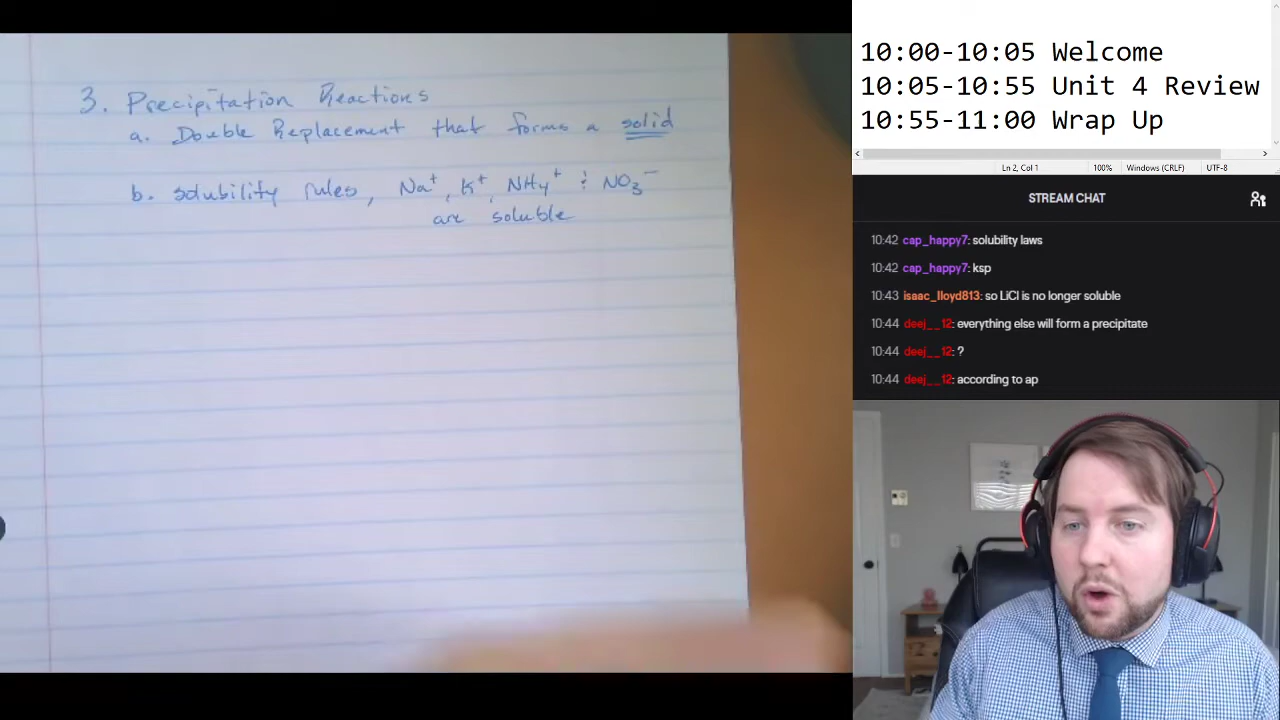 3. Precipitation Reactions
a. Double Replacement that forms a solid
b. solubility rules, Na⁺, K⁺, NH₄⁺, & NO₃⁻
are soluble
10:00-10:05 Welcome
10:05-10:55 Unit 4 Review
10:55-11:00 Wrap Up
Ln 2, Col 1 100% Windows (CRLF) UTF-8
STREAM CHAT
10:42 cap_happy7: solubility laws
10:42 cap_happy7: ksp
10:43 isaac_lloyd813: so LiCl is no longer soluble
10:44 deej__12: everything else will form a precipitate
10:44 deej__12: ?
10:44 deej__12: according to ap